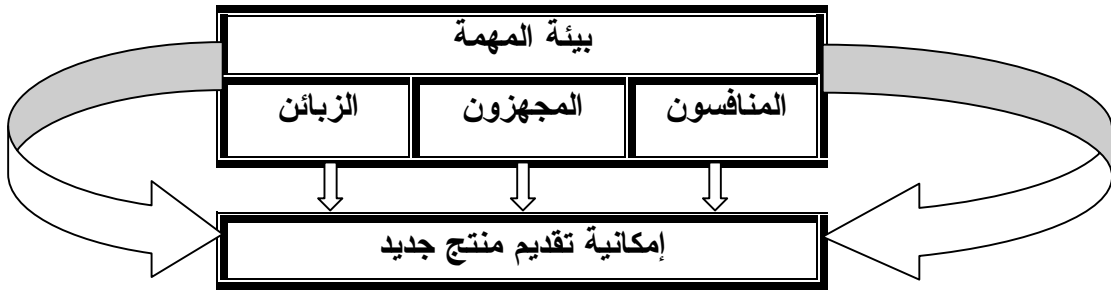 بيئة المهمة
المنافسون المجهزون الزبائن
إمكانية تقديم منتج جديد